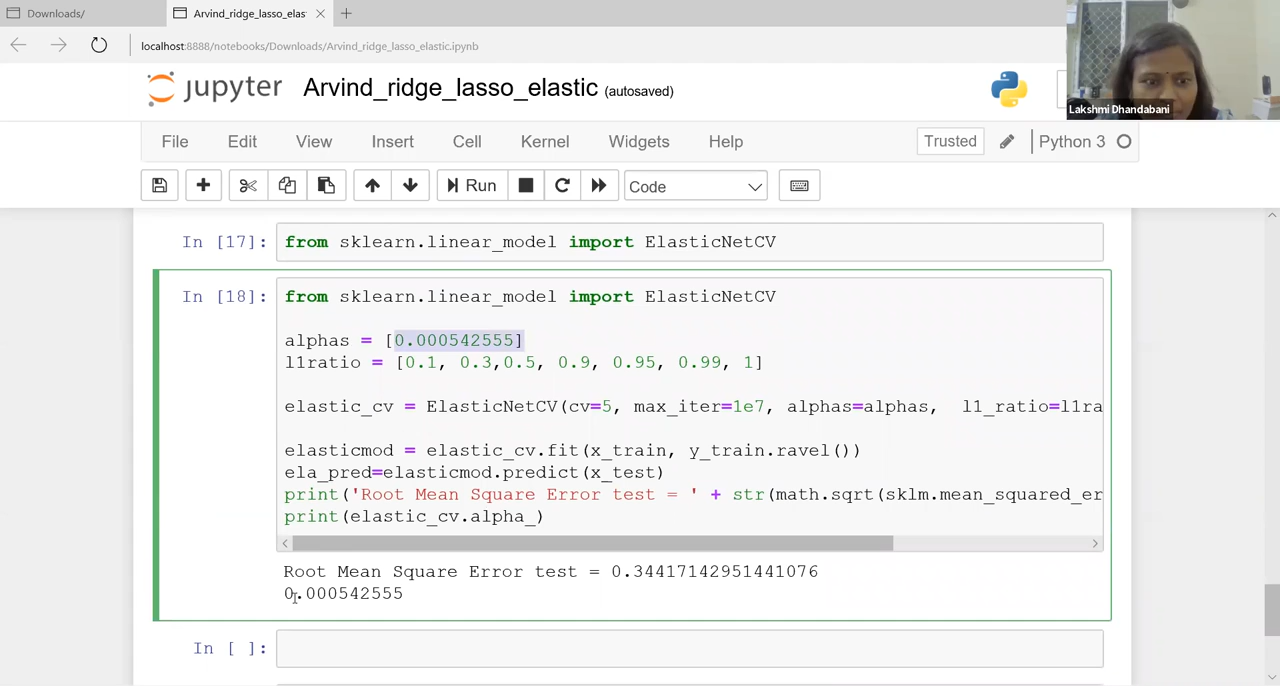 Downloads/
Arvind_ridge_lasso_elas
localhost:8888/notebooks/Downloads/Arvind_ridge_lasso_elastic.ipynb
jupyter Arvind_ridge_lasso_elastic (autosaved)
Lakshmi Dhandabani
File Edit View Insert Cell Kernel Widgets Help Trusted Python 3
Run Code
In [17]: from sklearn.linear_model import ElasticNetCV
In [18]: from sklearn.linear_model import ElasticNetCV
alphas = [0.000542555]
l1ratio = [0.1, 0.3,0.5, 0.9, 0.95, 0.99, 1]
elastic_cv = ElasticNetCV(cv=5, max_iter=1e7, alphas=alphas,  l1_ratio=l1ra
elasticmod = elastic_cv.fit(x_train, y_train.ravel())
ela_pred=elasticmod.predict(x_test)
print('Root Mean Square Error test = ' + str(math.sqrt(sklm.mean_squared_er
print(elastic_cv.alpha_)
Root Mean Square Error test = 0.34417142951441076
0.000542555
In [ ]: